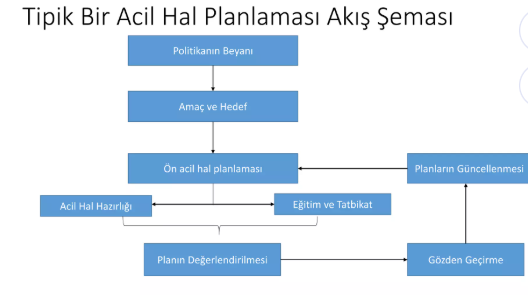 Tipik Bir Acil Hal Planlaması Akış Şeması
Politikanın Beyanı
Amaç ve Hedef
Ön acil hal planlaması
Planların Güncellenmesi
Acil Hal Hazırlığı
Eğitim ve Tatbikat
Planın Değerlendirilmesi
Gözden Geçirme